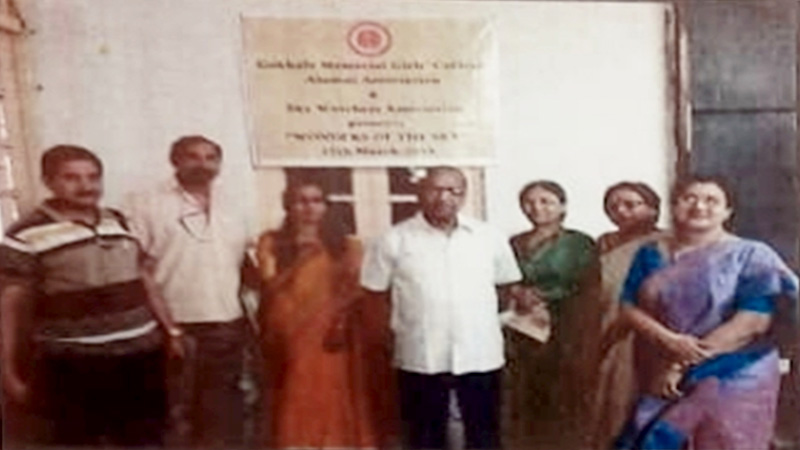 Gokhale Memorial Girls' College
Alumni Association
&
Sky Watchers Association
presents
"WONDERS OF THE SKY"
March